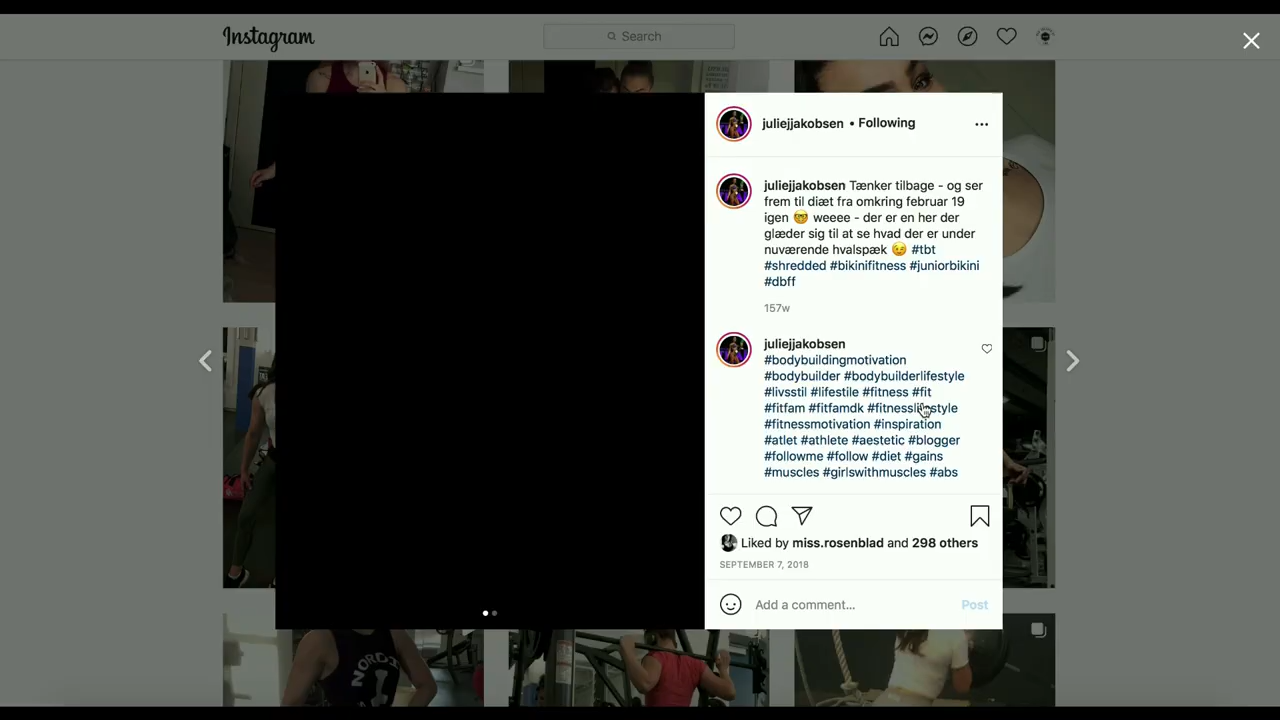 Instagram
Search
juliejjakobsen • Following
juliejjakobsen Tænker tilbage - og ser
frem til diæt fra omkring februar 19
igen 🤓 weeee - der er en her der
glæder sig til at se hvad der er under
nuværende hvalspæk 😉 #tbt
#shredded #bikinifitness #juniorbikini
#dbff
157w
juliejjakobsen
#bodybuildingmotivation
#bodybuilder #bodybuilderlifestyle
#livsstil #lifestile #fitness #fit
#fitfam #fitfamdk #fitnesslifestyle
#fitnessmotivation #inspiration
#atlet #athlete #aestetic #blogger
#followme #follow #diet #gains
#muscles #girlswithmuscles #abs
Liked by miss.rosenblad and 298 others
SEPTEMBER 7, 2018
Add a comment... Post